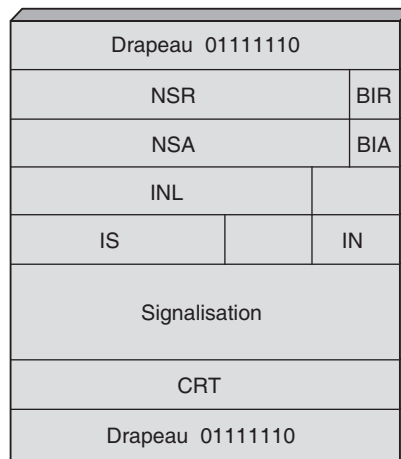 Drapeau 01111110
NSR BIR
NSA BIA
INL
IS IN
Signalisation
CRT
Drapeau 01111110